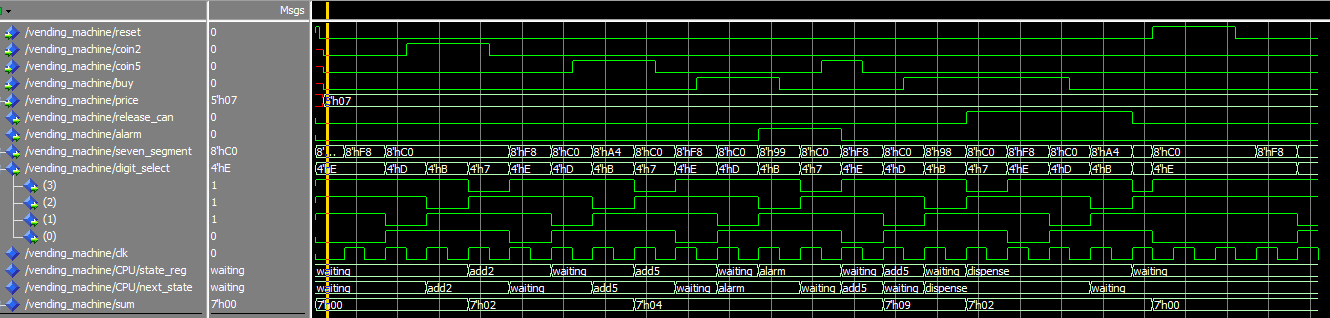 Msgs
/vending_machine/reset 0
/vending_machine/coin2 0
/vending_machine/coin5 0
/vending_machine/buy 0
/vending_machine/price 5'h07 5'h07
/vending_machine/release_can 0
/vending_machine/alarm 0
/vending_machine/seven_segment 8'hC0 8'... 8'hF8 8'hC0 8'hF8 8'hC0 8'hA4 8'hC0 8'hF8 8'hC0 8'h99 8'hC0 8'hF8 8'hC0 8'h98 8'hC0 8'hF8 8'hC0 8'hA4 8'hC0 8'hF8
/vending_machine/digit_select 4'hE 4'hE 4'hD 4'hB 4'h7 4'hE 4'hD 4'hB 4'h7 4'hE 4'hD 4'hB 4'h7 4'hE 4'hD 4'hB 4'h7 4'hE 4'hD 4'hB 4'hE
(3) 1
(2) 1
(1) 1
(0) 0
/vending_machine/clk 0
/vending_machine/CPU/state_reg waiting waiting add2 waiting add5 waiting alarm waiting add5 waiting dispense waiting
/vending_machine/CPU/next_state waiting waiting add2 waiting add5 waiting alarm waiting add5 waiting dispense waiting
/vending_machine/sum 7'h00 7'h00 7'h02 7'h04 7'h09 7'h02 7'h00